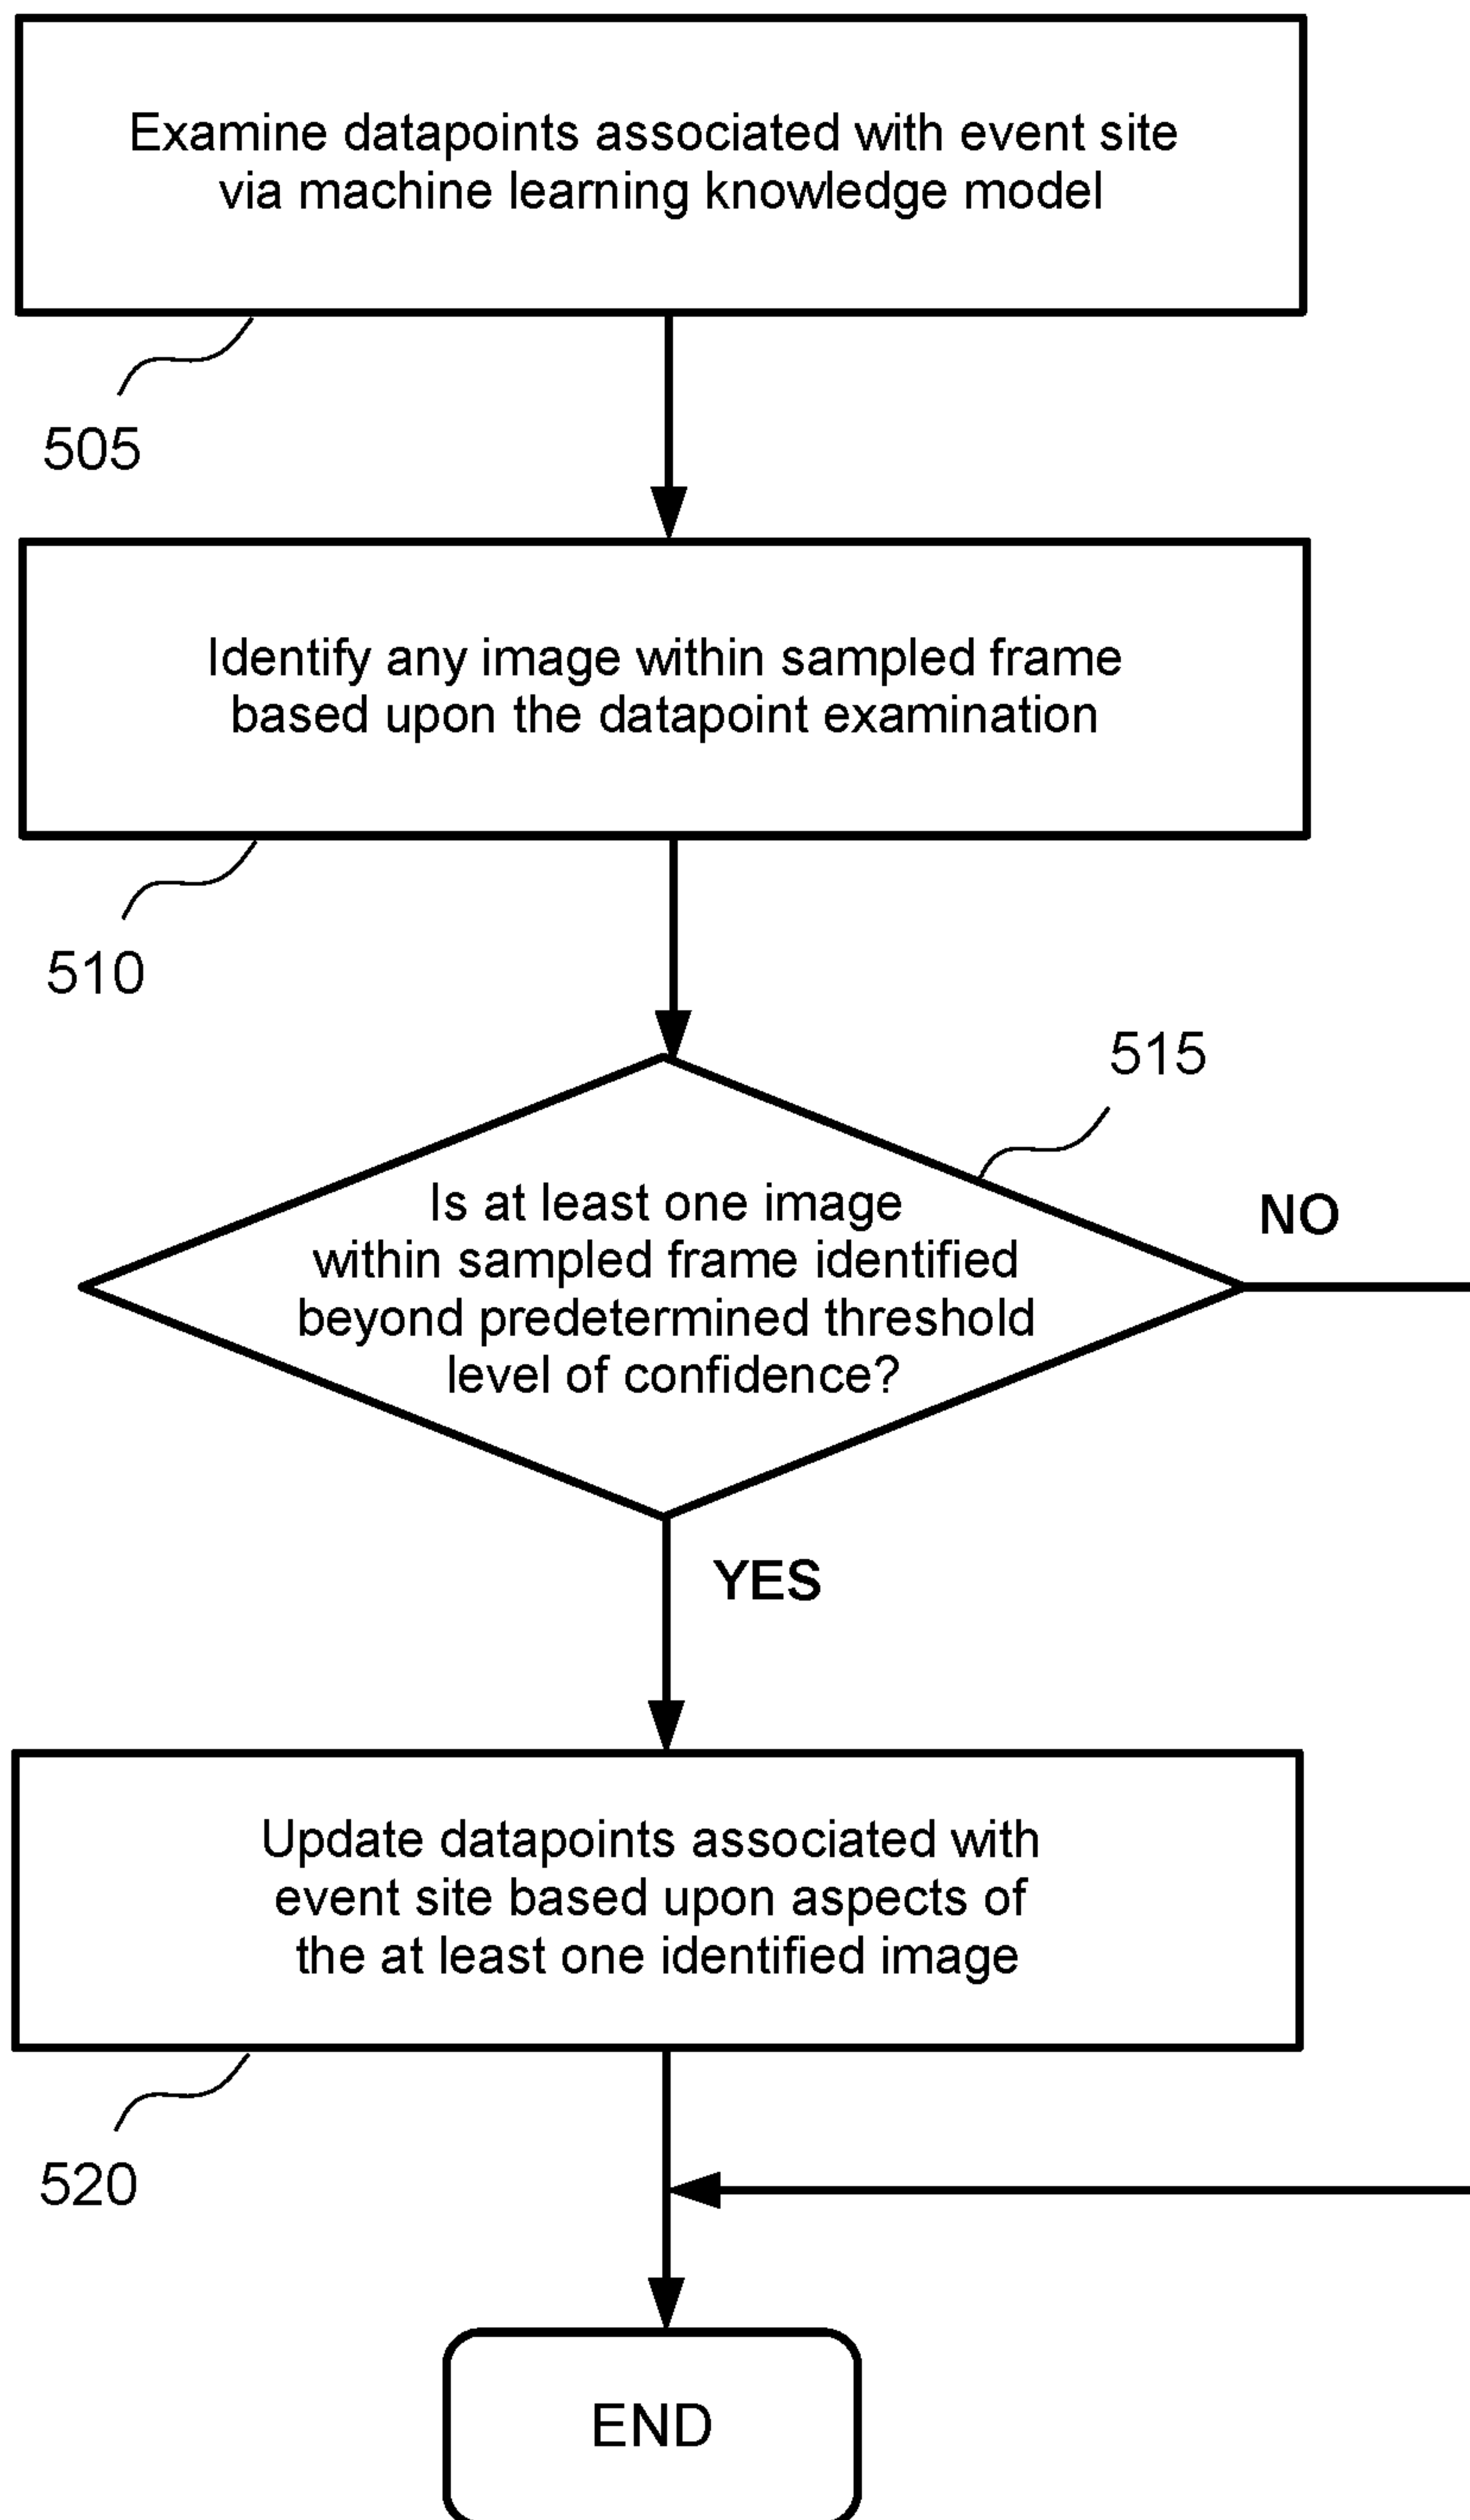 Examine datapoints associated with event site
via machine learning knowledge model
505
Identify any image within sampled frame
based upon the datapoint examination
510
515
Is at least one image
within sampled frame identified
beyond predetermined threshold
level of confidence?
NO
YES
Update datapoints associated with
event site based upon aspects of
the at least one identified image
520
END